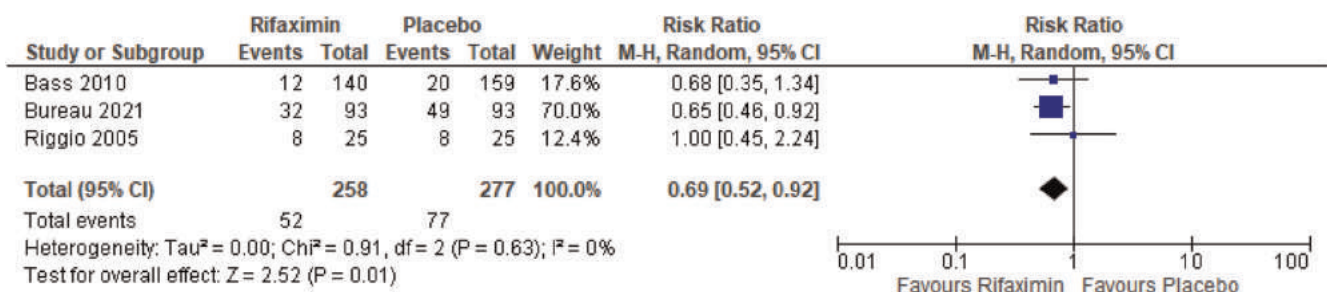 Rifaximin Placebo Risk Ratio Risk Ratio
Study or Subgroup Events Total Events Total Weight M-H, Random, 95% CI M-H, Random, 95% CI
Bass 2010 12 140 20 159 17.6% 0.68 [0.35, 1.34]
Bureau 2021 32 93 49 93 70.0% 0.65 [0.46, 0.92]
Riggio 2005 8 25 8 25 12.4% 1.00 [0.45, 2.24]
Total (95% CI) 258 277 100.0% 0.69 [0.52, 0.92]
Total events 52 77
Heterogeneity: Tau² = 0.00; Chi² = 0.91, df = 2 (P = 0.63); I² = 0%
Test for overall effect: Z = 2.52 (P = 0.01)
0.01 0.1 1 10 100
Favours Rifaximin Favours Placebo